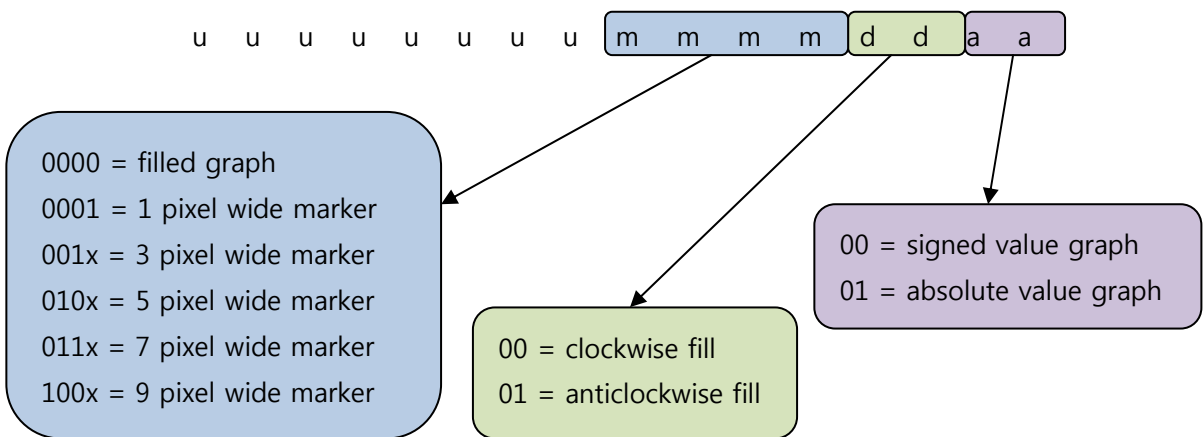 u u u u u u u u m m m m d d a a
0000 = filled graph
0001 = 1 pixel wide marker
001x = 3 pixel wide marker
010x = 5 pixel wide marker
011x = 7 pixel wide marker
100x = 9 pixel wide marker
00 = clockwise fill
01 = anticlockwise fill
00 = signed value graph
01 = absolute value graph